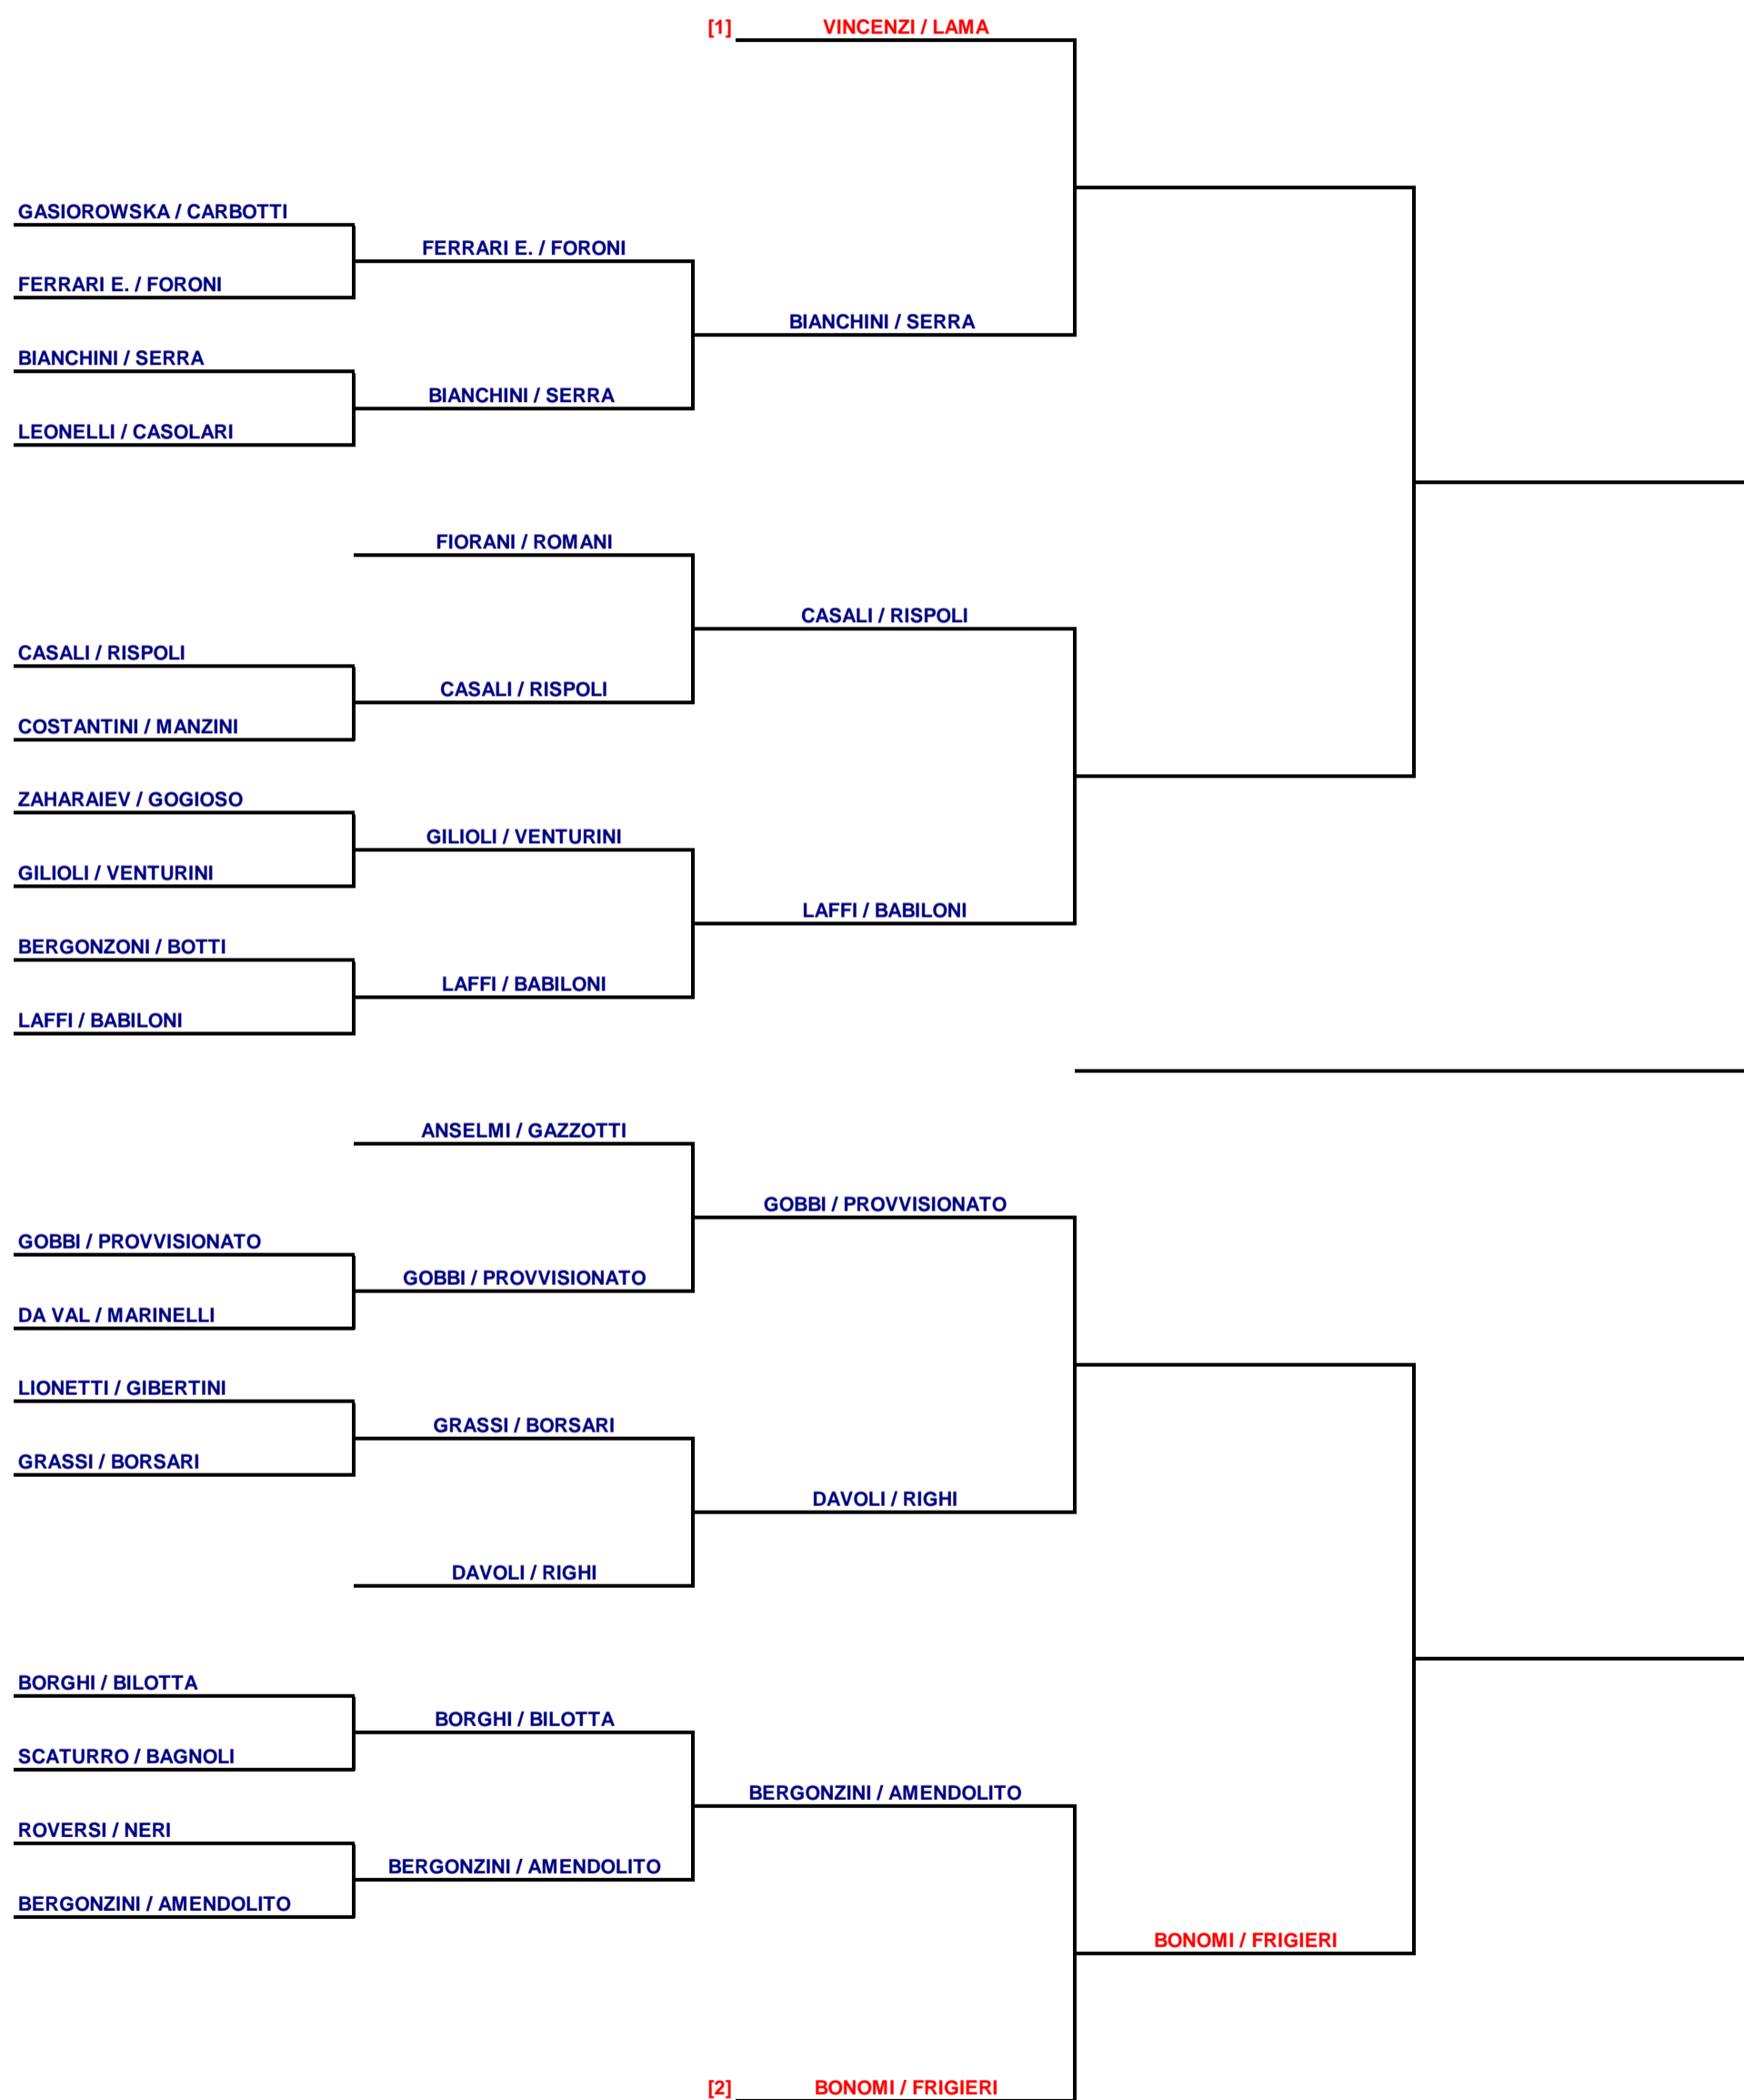 [1] VINCENZI / LAMA
GASIOROWSKA / CARBOTTI
FERRARI E. / FORONI
FERRARI E. / FORONI
BIANCHINI / SERRA
BIANCHINI / SERRA
BIANCHINI / SERRA
LEONELLI / CASOLARI
FIORANI / ROMANI
CASALI / RISPOLI
CASALI / RISPOLI
CASALI / RISPOLI
COSTANTINI / MANZINI
ZAHARAIEV / GOGIOSO
GILIOLI / VENTURINI
GILIOLI / VENTURINI
LAFFI / BABILONI
BERGONZONI / BOTTI
LAFFI / BABILONI
LAFFI / BABILONI
ANSELMI / GAZZOTTI
GOBBI / PROVVISIONATO
GOBBI / PROVVISIONATO
GOBBI / PROVVISIONATO
DA VAL / MARINELLI
LIONETTI / GIBERTINI
GRASSI / BORSARI
GRASSI / BORSARI
DAVOLI / RIGHI
DAVOLI / RIGHI
BORGHI / BILOTTA
BORGHI / BILOTTA
SCATURRO / BAGNOLI
BERGONZINI / AMENDOLITO
ROVERSI / NERI
BERGONZINI / AMENDOLITO
BERGONZINI / AMENDOLITO
BONOMI / FRIGIERI
[2] BONOMI / FRIGIERI